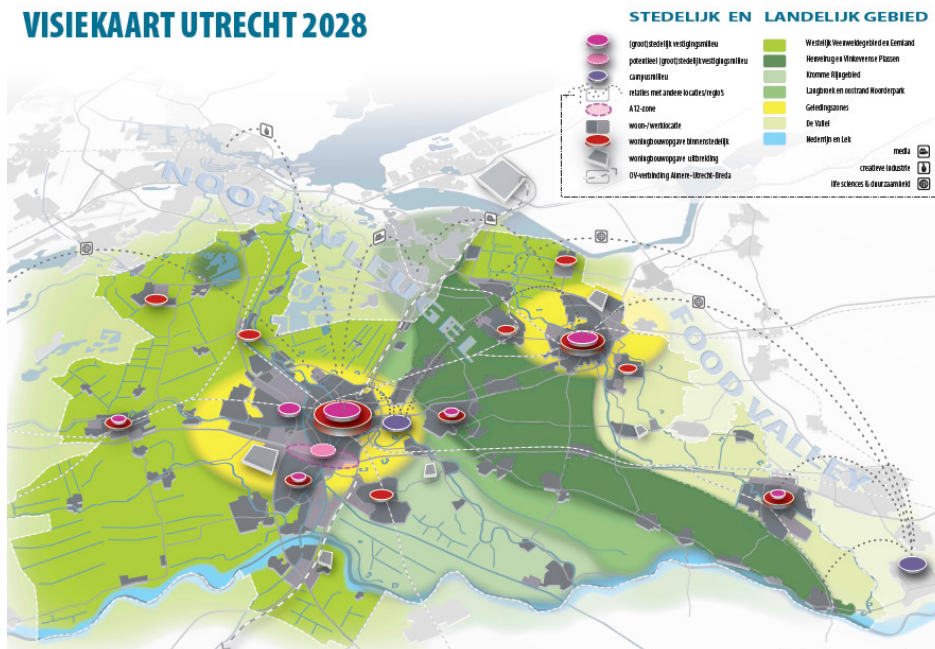 VISIEKAART UTRECHT 2028
STEDELIJK EN LANDELIJK GEBIED
(groot)stedelijk vestigingsmilieu
potentieel (groot)stedelijk vestigingsmilieu
campusmilieu
relaties met andere locaties/regio's
A12-zone
woon-/werklocatie
woningbouwopgave binnenstedelijk
woningbouwopgave uitbreiding
OV-verbinding Almere-Utrecht-Breda
Westelijk Veenweidegebied en Eemland
Heuvelrug en Vinkeveense Plassen
Kromme Rijngebied
Langbroek en oostrand Noorderpark
Geledingszones
De Vallei
Nederrijn en Lek
media
creatieve industrie
life sciences & duurzaamheid
NOORDVLEUGEL
FOOD VALLEY